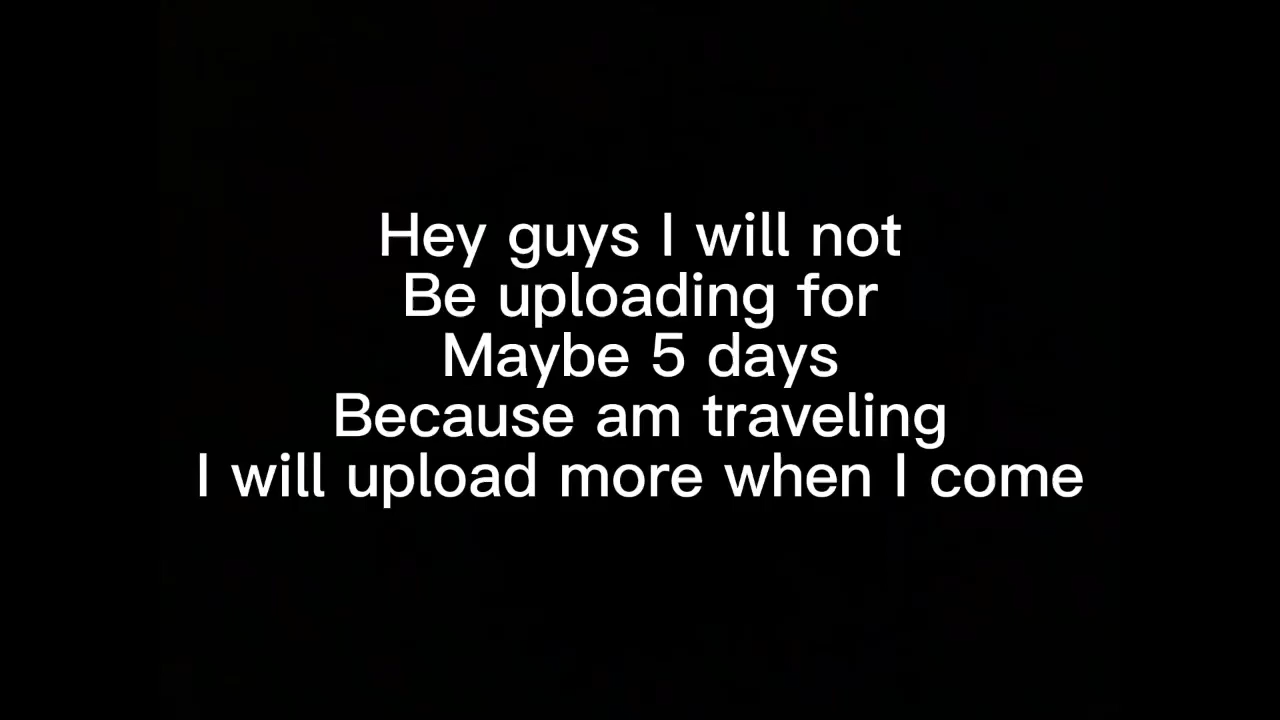 Hey guys I will not
Be uploading for
Maybe 5 days
Because am traveling
I will upload more when I come